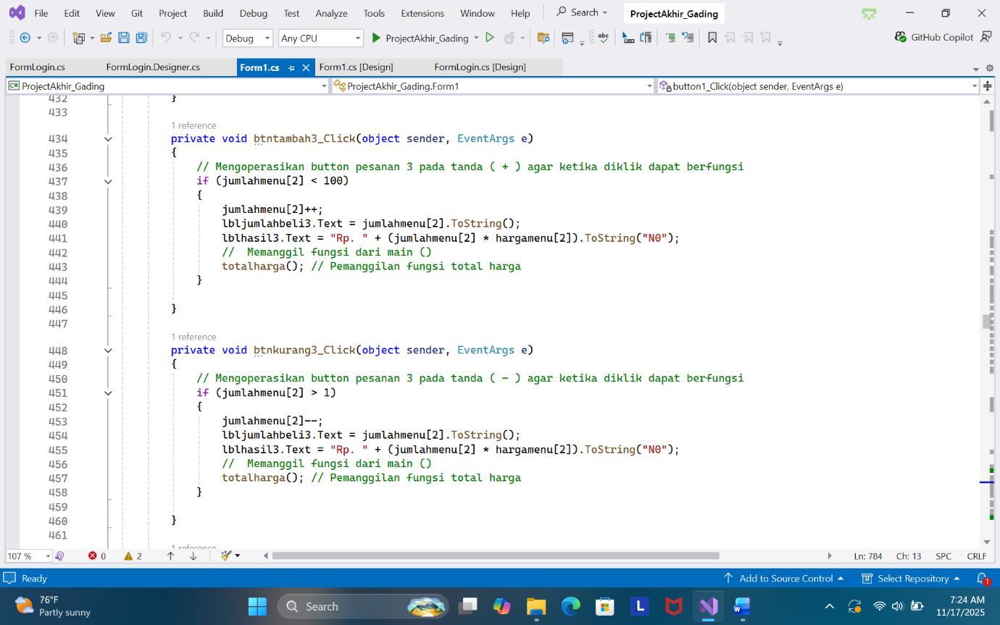 File Edit View Git Project Build Debug Test Analyze Tools Extensions Window Help Search ProjectAkhir_Gading
Debug Any CPU ProjectAkhir_Gading abc GitHub Copilot
FormLogin.cs FormLogin.Designer.cs Form1.cs Form1.cs [Design] FormLogin.cs [Design]
C# ProjectAkhir_Gading ProjectAkhir_Gading.Form1 button1_Click(object sender, EventArgs e)
432 }
433
1 reference
434 private void btntambah3_Click(object sender, EventArgs e)
435 {
436 // Mengoperasikan button pesanan 3 pada tanda ( + ) agar ketika diklik dapat berfungsi
437 if (jumlahmenu[2] < 100)
438 {
439 jumlahmenu[2]++;
440 lbljumlahbeli3.Text = jumlahmenu[2].ToString();
441 lblhasil3.Text = "Rp. " + (jumlahmenu[2] * hargamenu[2]).ToString("N0");
442 //  Memanggil fungsi dari main ()
443 totalharga(); // Pemanggilan fungsi total harga
444 }
445
446 }
447
1 reference
448 private void btnkurang3_Click(object sender, EventArgs e)
449 {
450 // Mengoperasikan button pesanan 3 pada tanda ( - ) agar ketika diklik dapat berfungsi
451 if (jumlahmenu[2] > 1)
452 {
453 jumlahmenu[2]--;
454 lbljumlahbeli3.Text = jumlahmenu[2].ToString();
455 lblhasil3.Text = "Rp. " + (jumlahmenu[2] * hargamenu[2]).ToString("N0");
456 //  Memanggil fungsi dari main ()
457 totalharga(); // Pemanggilan fungsi total harga
458 }
459
460 }
461
1 reference
107 % 0 2 Ln: 784 Ch: 13 SPC CRLF
Ready Add to Source Control Select Repository 1
76°F
Partly sunny
Search L W
7:24 AM
11/17/2025